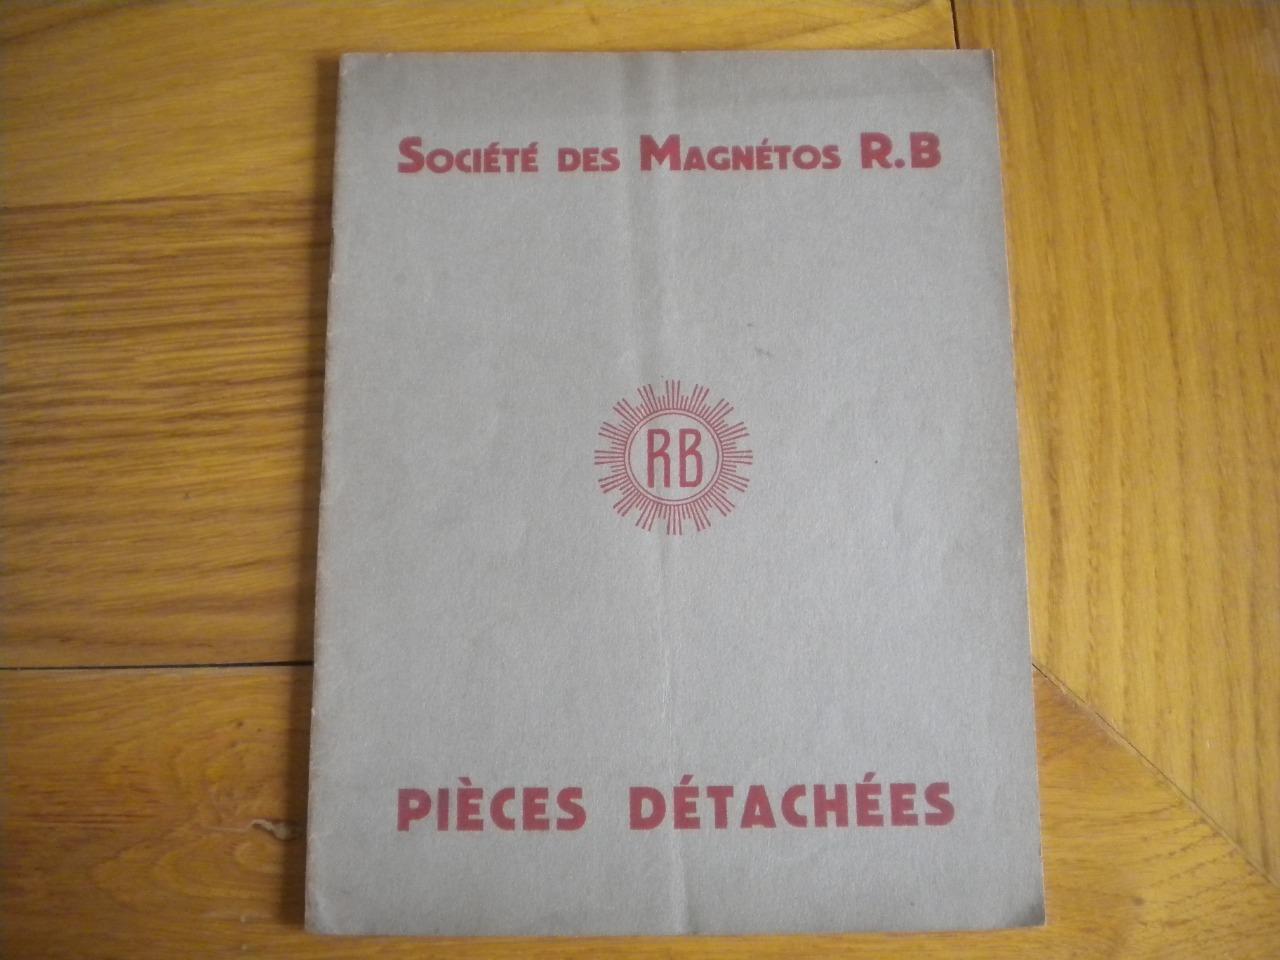 Société des Magnétos R.B
RB
PIÈCES DÉTACHÉES